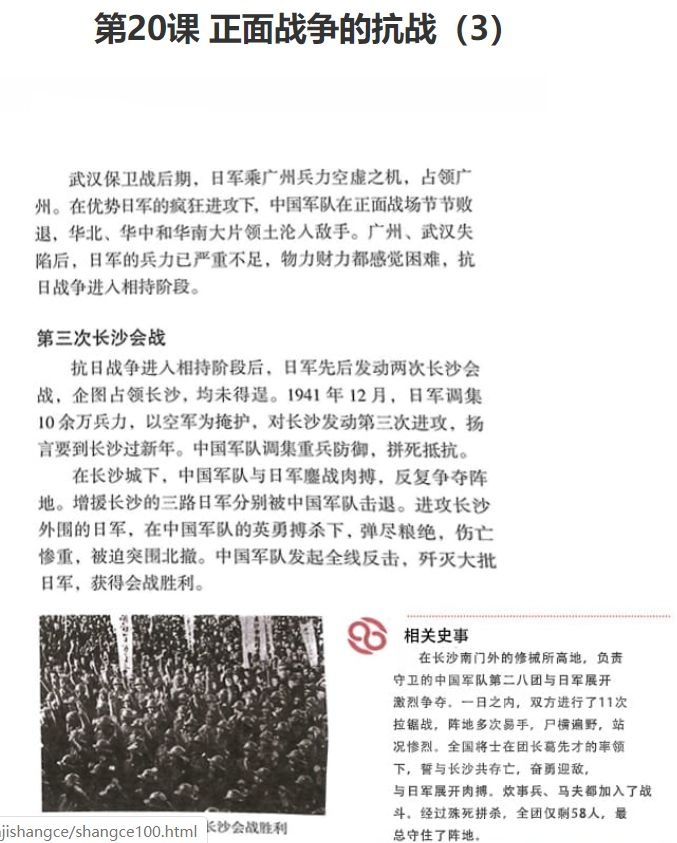 第20课 正面战争的抗战（3）
武汉保卫战后期，日军乘广州兵力空虚之机，占领广
州。在优势日军的疯狂进攻下，中国军队在正面战场节节败
退，华北、华中和华南大片领土沦入敌手。广州、武汉失
陷后，日军的兵力已严重不足，物力财力都感觉困难，抗
日战争进入相持阶段。
第三次长沙会战
抗日战争进入相持阶段后，日军先后发动两次长沙会
战，企图占领长沙，均未得逞。1941 年 12 月，日军调集
10 余万兵力，以空军为掩护，对长沙发动第三次进攻，扬
言要到长沙过新年。中国军队调集重兵防御，拼死抵抗。
在长沙城下，中国军队与日军鏖战肉搏，反复争夺阵
地。增援长沙的三路日军分别被中国军队击退。进攻长沙
外围的日军，在中国军队的英勇搏杀下，弹尽粮绝，伤亡
惨重，被迫突围北撤。中国军队发起全线反击，歼灭大批
日军，获得会战胜利。
相关史事
在长沙南门外的修械所高地，负责
守卫的中国军队第二八团与日军展开
激烈争夺。一日之内，双方进行了11次
拉锯战，阵地多次易手，尸横遍野，站
况惨烈。全国将士在团长葛先才的率领
下，誓与长沙共存亡，奋勇迎敌，
与日军展开肉搏。炊事兵、马夫都加入了战
斗。经过殊死拼杀，全团仅剩58人，最
总守住了阵地。
长沙会战胜利
ajishangce/shangce100.html